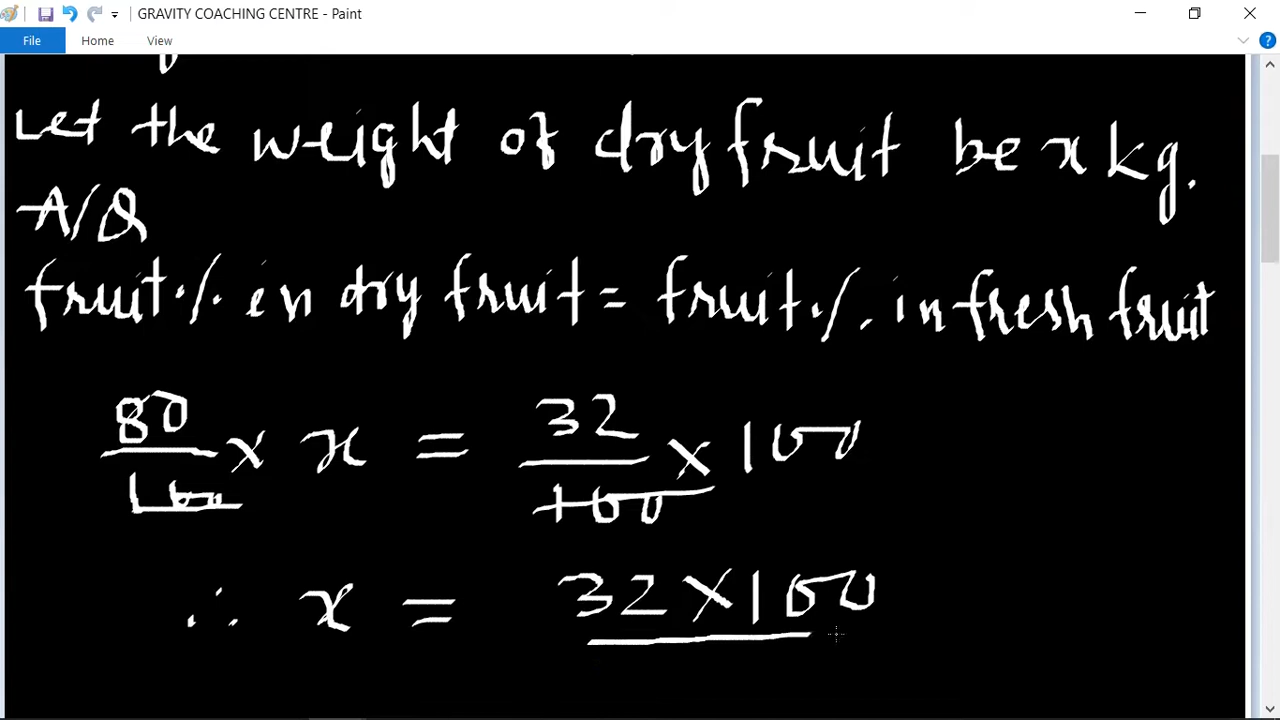 GRAVITY COACHING CENTRE - Paint
File Home View
Let the weight of dry fruit be x kg.
A/Q
fruit % in dry fruit = fruit % in fresh fruit
80/100 × x = 32/100 × 100
∴ x = 32×100